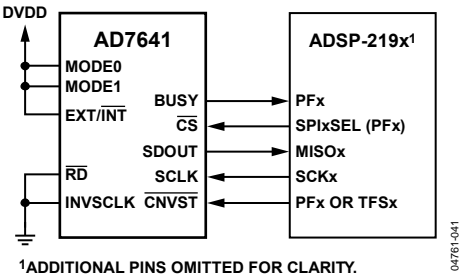 DVDD
AD7641
ADSP-219x¹
MODE0
MODE1
EXT/INT
BUSY
PFx
CS
SPIxSEL (PFx)
SDOUT
MISOx
RD
SCLK
SCKx
INVSCLK
CNVST
PFx OR TFSx
¹ADDITIONAL PINS OMITTED FOR CLARITY.
04761-041